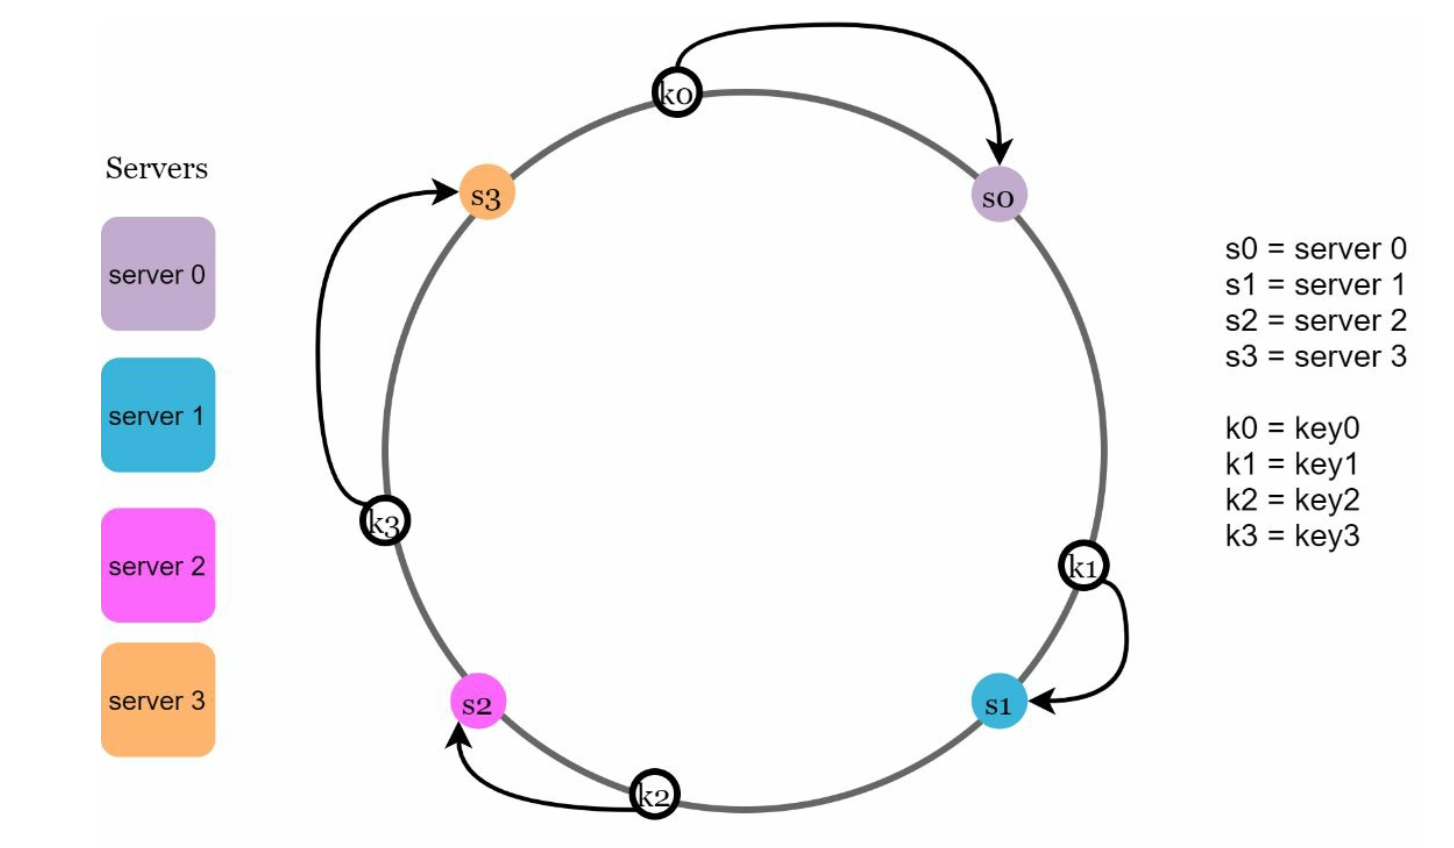 Servers
server 0
server 1
server 2
server 3
k0
s3
s0
k3
k1
s2
s1
k2
s0 = server 0
s1 = server 1
s2 = server 2
s3 = server 3
k0 = key0
k1 = key1
k2 = key2
k3 = key3